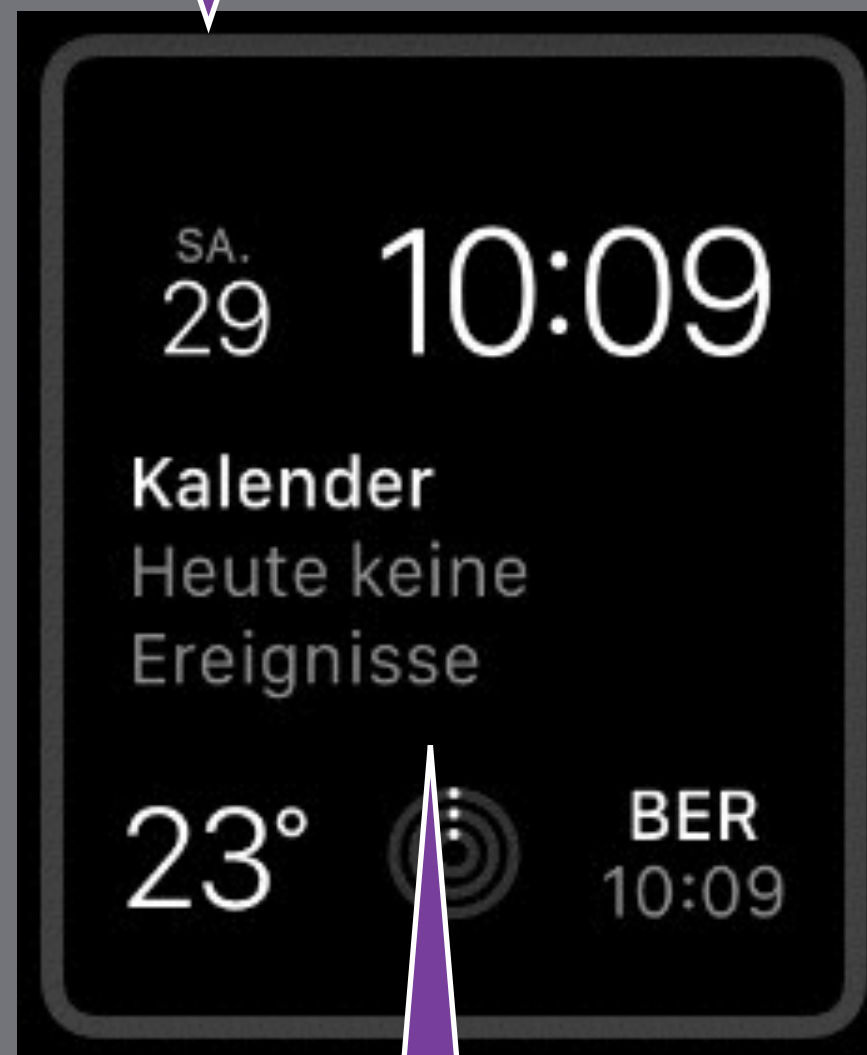 SA.
29
10:09
Kalender
Heute keine
Ereignisse
23°
BER
10:09